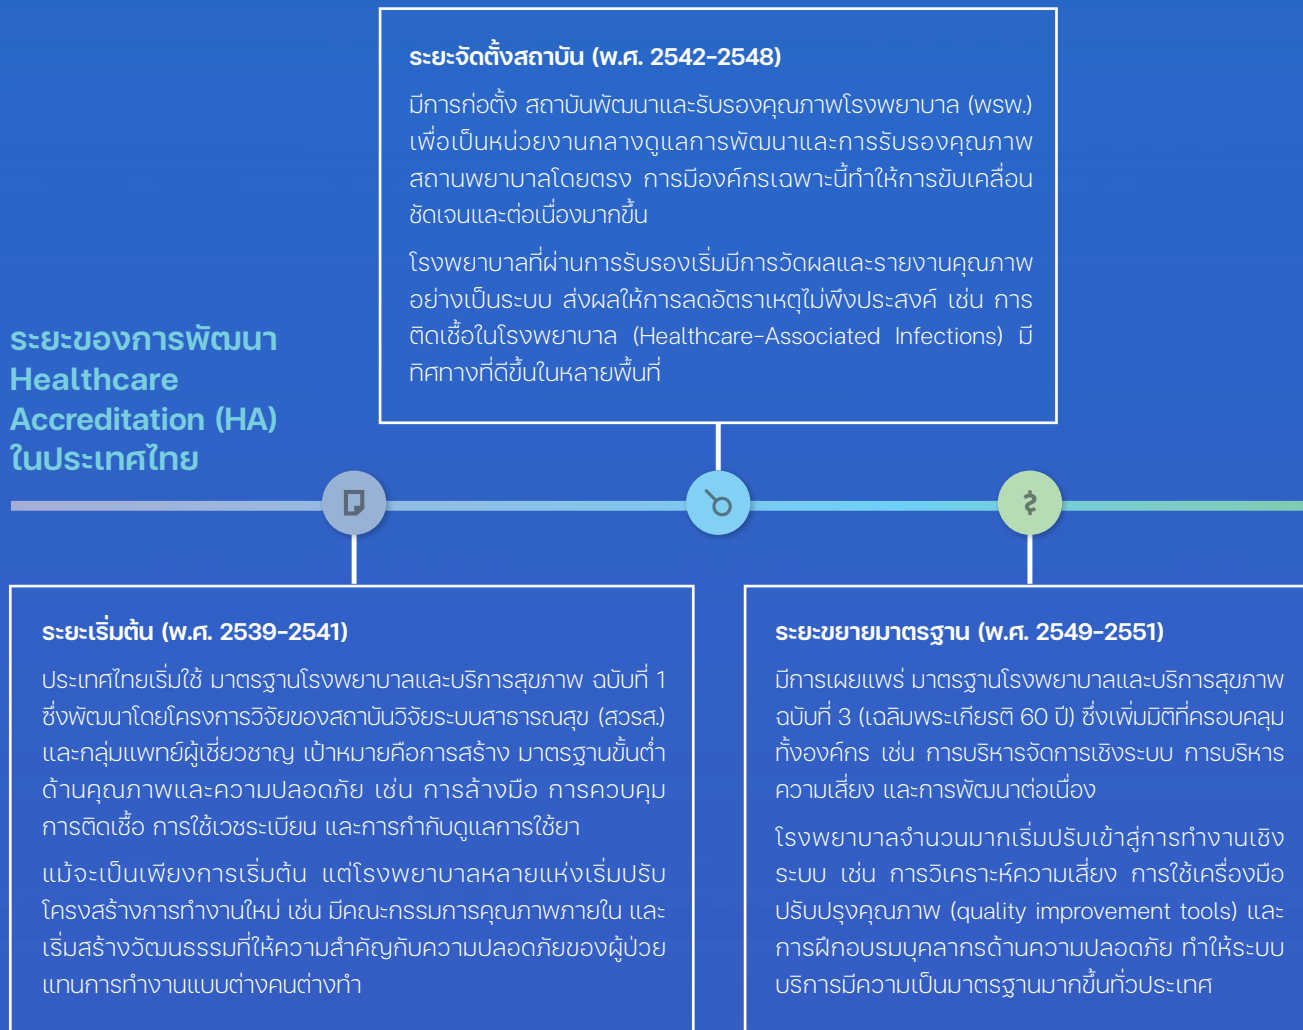 ระยะจัดตั้งสถาบัน (พ.ศ. 2542-2548)
มีการก่อตั้ง สถาบันพัฒนาและรับรองคุณภาพโรงพยาบาล (พรพ.)
เพื่อเป็นหน่วยงานกลางดูแลการพัฒนาและการรับรองคุณภาพ
สถานพยาบาลโดยตรง การมีองค์กรเฉพาะนี้ทำให้การขับเคลื่อน
ชัดเจนและต่อเนื่องมากขึ้น
โรงพยาบาลที่ผ่านการรับรองเริ่มมีการวัดผลและรายงานคุณภาพ
อย่างเป็นระบบ ส่งผลให้การลดอัตราเหตุไม่พึงประสงค์ เช่น การ
ติดเชื้อในโรงพยาบาล (Healthcare-Associated Infections) มี
ทิศทางที่ดีขึ้นในหลายพื้นที่
ระยะของการพัฒนา
Healthcare
Accreditation (HA)
ในประเทศไทย
ระยะเริ่มต้น (พ.ศ. 2539-2541)
ประเทศไทยเริ่มใช้ มาตรฐานโรงพยาบาลและบริการสุขภาพ ฉบับที่ 1
ซึ่งพัฒนาโดยโครงการวิจัยของสถาบันวิจัยระบบสาธารณสุข (สวรส.)
และกลุ่มแพทย์ผู้เชี่ยวชาญ เป้าหมายคือการสร้าง มาตรฐานขั้นต่ำ
ด้านคุณภาพและความปลอดภัย เช่น การล้างมือ การควบคุม
การติดเชื้อ การใช้เวชระเบียน และการกำกับดูแลการใช้ยา
แม้จะเป็นเพียงการเริ่มต้น แต่โรงพยาบาลหลายแห่งเริ่มปรับ
โครงสร้างการทำงานใหม่ เช่น มีคณะกรรมการคุณภาพภายใน และ
เริ่มสร้างวัฒนธรรมที่ให้ความสำคัญกับความปลอดภัยของผู้ป่วย
แทนการทำงานแบบต่างคนต่างทำ
ระยะขยายมาตรฐาน (พ.ศ. 2549-2551)
มีการเผยแพร่ มาตรฐานโรงพยาบาลและบริการสุขภาพ
ฉบับที่ 3 (เฉลิมพระเกียรติ 60 ปี) ซึ่งเพิ่มมิติที่ครอบคลุม
ทั้งองค์กร เช่น การบริหารจัดการเชิงระบบ การบริหาร
ความเสี่ยง และการพัฒนาต่อเนื่อง
โรงพยาบาลจำนวนมากเริ่มปรับเข้าสู่การทำงานเชิง
ระบบ เช่น การวิเคราะห์ความเสี่ยง การใช้เครื่องมือ
ปรับปรุงคุณภาพ (quality improvement tools) และ
การฝึกอบรมบุคลากรด้านความปลอดภัย ทำให้ระบบ
บริการมีความเป็นมาตรฐานมากขึ้นทั่วประเทศ